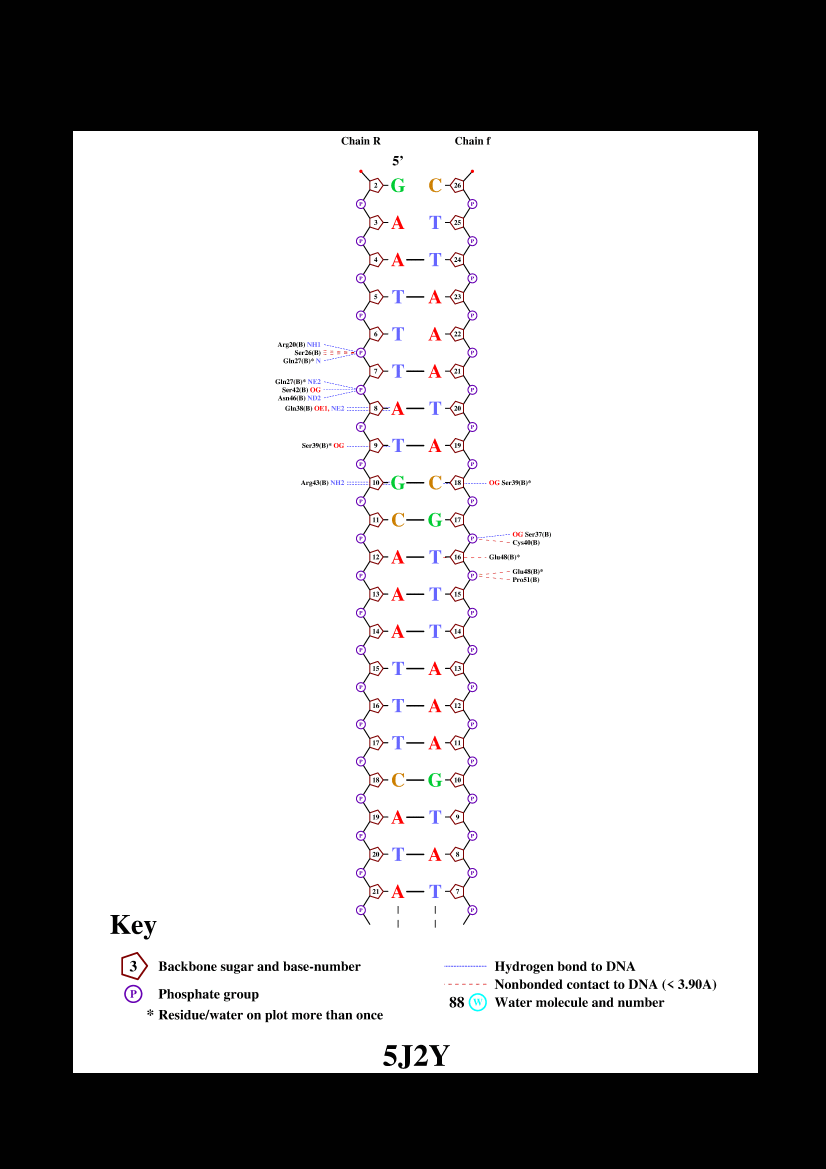 Chain R Chain f
5’
2 G C 26
P P
3 A T 25
P P
4 A T 24
P P
5 T A 23
P P
6 T A 22
Arg20(B) NH1
Ser26(B) P P
Gln27(B)* N
7 T A 21
Gln27(B)* NE2
Ser42(B) OG P P
Asn46(B) ND2
Gln38(B) OE1, NE2 8 A T 20
P P
Ser39(B)* OG 9 T A 19
P P
Arg43(B) NH2 10 G C 18 OG Ser39(B)*
P P
11 C G 17
OG Ser37(B)
P P
Cys40(B)
12 A T 16 Glu48(B)*
Glu48(B)*
P P
Pro51(B)
13 A T 15
P P
14 A T 14
P P
15 T A 13
P P
16 T A 12
P P
17 T A 11
P P
18 C G 10
P P
19 A T 9
P P
20 T A 8
P P
21 A T 7
P P
Key
3 Backbone sugar and base-number
P Phosphate group
* Residue/water on plot more than once
Hydrogen bond to DNA
Nonbonded contact to DNA (< 3.90A)
88 W Water molecule and number
5J2Y